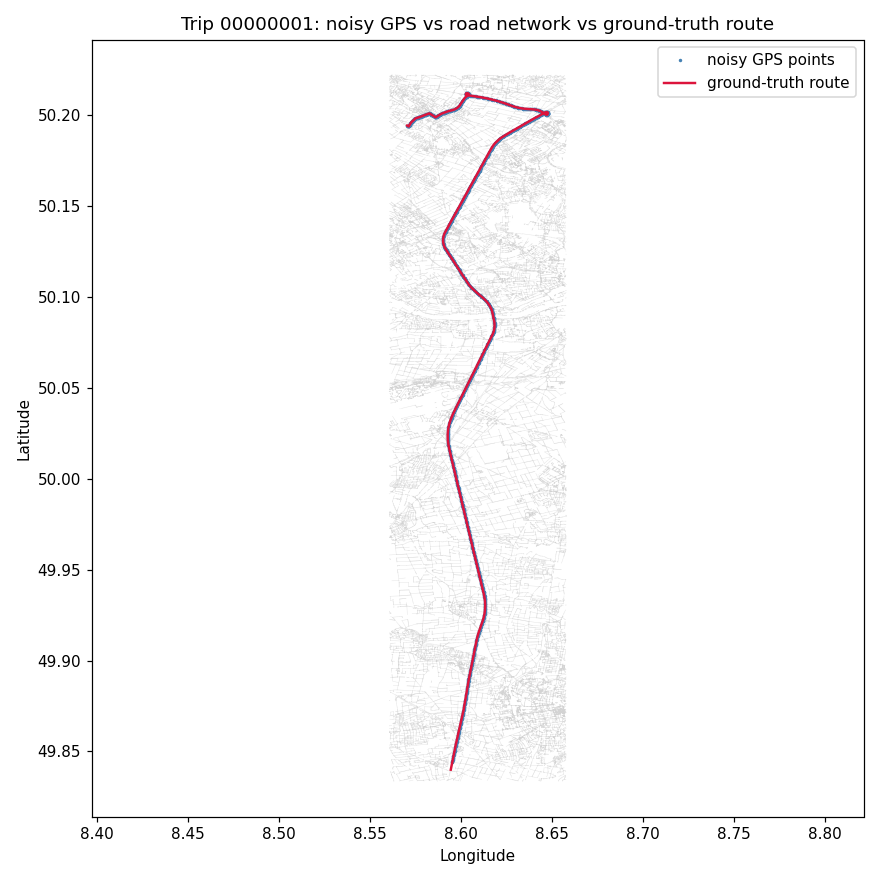 Trip 00000001: noisy GPS vs road network vs ground-truth route
noisy GPS points
ground-truth route
50.20
50.15
50.10
50.05
50.00
49.95
49.90
49.85
Latitude
8.40 8.45 8.50 8.55 8.60 8.65 8.70 8.75 8.80
Longitude